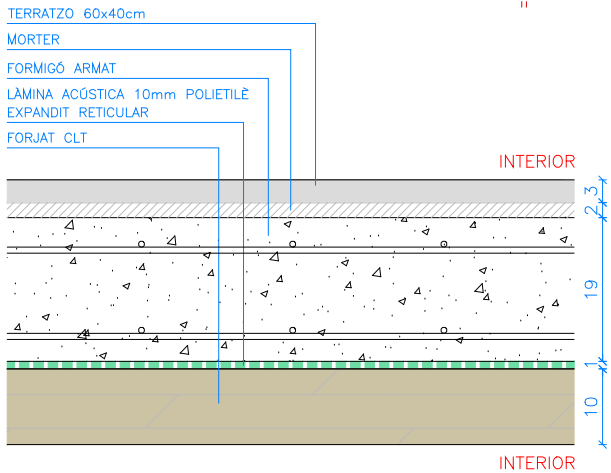 TERRATZO 60x40cm
MORTER
FORMIGÓ ARMAT
LÀMINA ACÚSTICA 10mm POLIETILÈ
EXPANDIT RETICULAR
FORJAT CLT
INTERIOR
3
2
19
1
10
INTERIOR